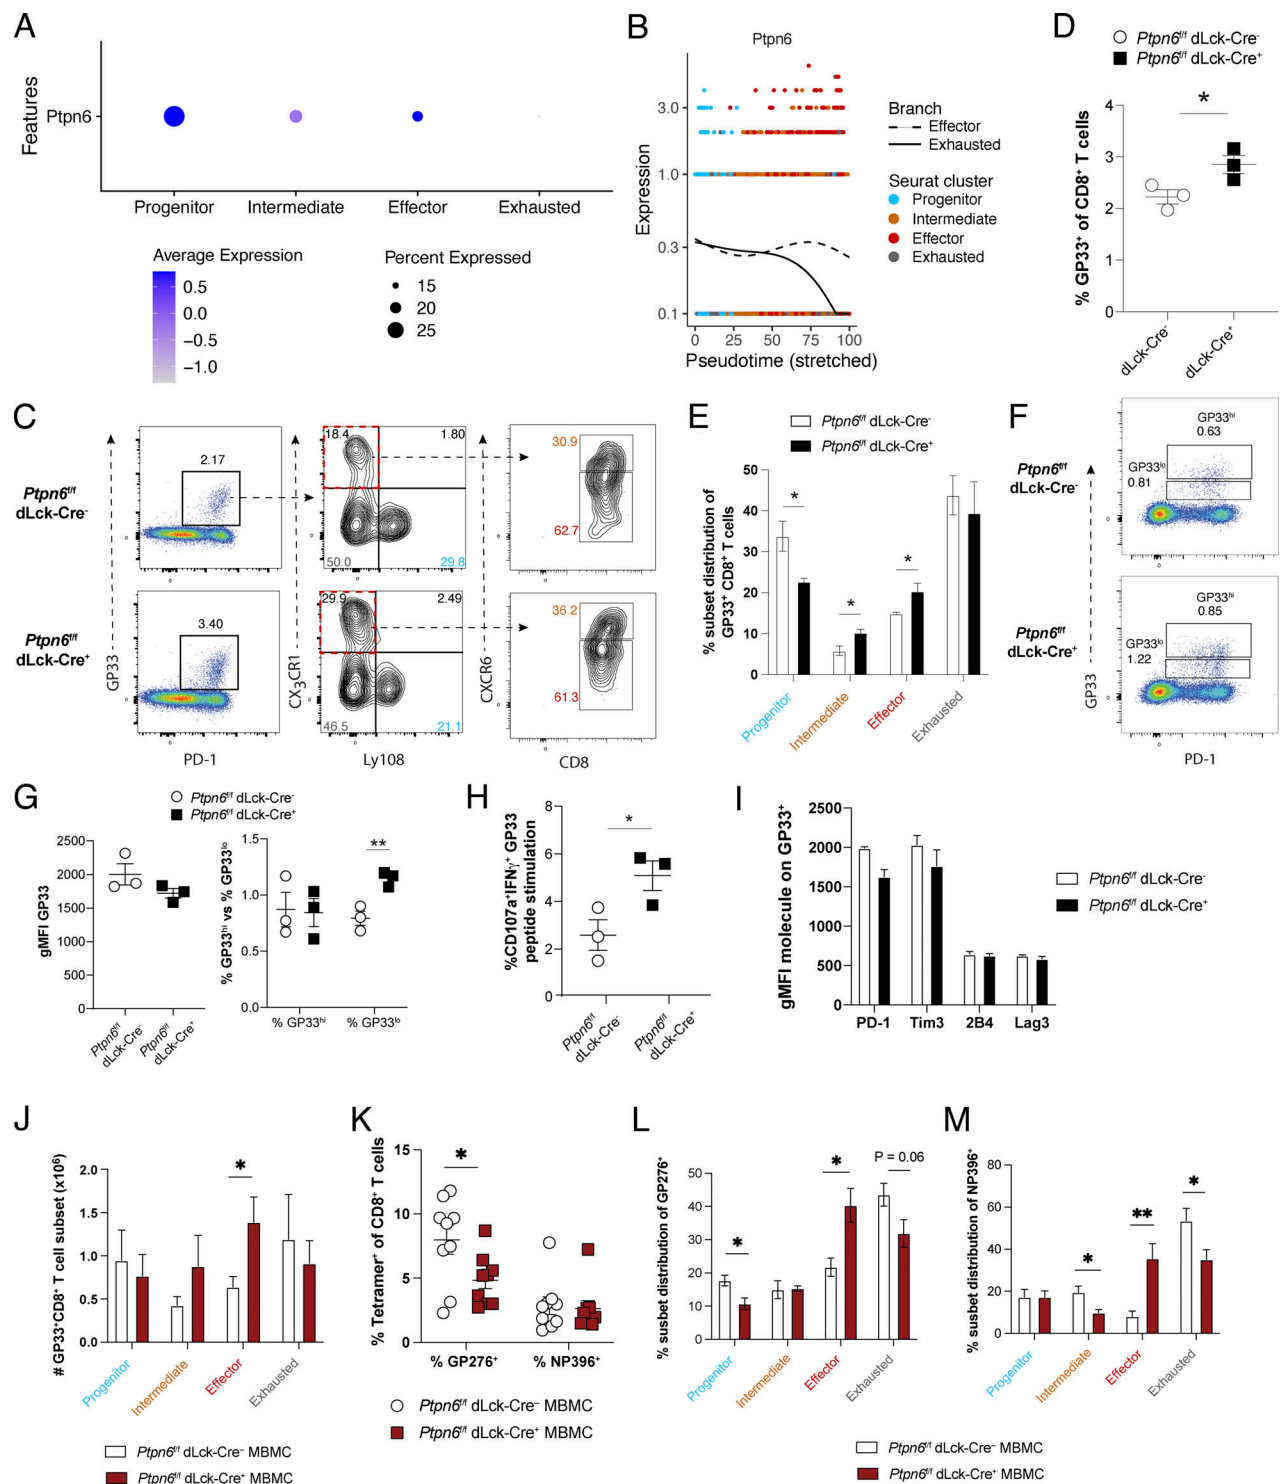 A
Features
Ptpn6
Progenitor Intermediate Effector Exhausted
Average Expression
0.5
0.0
−0.5
−1.0
Percent Expressed
15
20
25
B
Ptpn6
Expression
3.0
1.0
0.3
0.1
0 25 50 75 100
Pseudotime (stretched)
Branch
Effector
Exhausted
Seurat cluster
Progenitor
Intermediate
Effector
Exhausted
D
Ptpn6f/f dLck-Cre-
Ptpn6f/f dLck-Cre+
% GP33+ of CD8+ T cells
4
3
2
1
0
*
dLck-Cre-
dLck-Cre+
C
Ptpn6f/f
dLck-Cre-
2.17
18.4 1.80
50.0 29.8
30.9
62.7
Ptpn6f/f
dLck-Cre+
3.40
29.9 2.49
46.5 21.1
36.2
61.3
GP33
CX3CR1
CXCR6
PD-1
Ly108
CD8
E
Ptpn6f/f dLck-Cre-
Ptpn6f/f dLck-Cre+
% subset distribution of
GP33+ CD8+ T cells
50
40
30
20
10
0
* * *
Progenitor
Intermediate
Effector
Exhausted
F
Ptpn6f/f
dLck-Cre-
GP33hi
0.63
GP33lo
0.81
Ptpn6f/f
dLck-Cre+
GP33hi
0.85
GP33lo
1.22
GP33
PD-1
G
Ptpn6f/f dLck-Cre-
Ptpn6f/f dLck-Cre+
gMFI GP33
2500
2000
1500
1000
500
0
Ptpn6f/f
dLck-Cre-
Ptpn6f/f
dLck-Cre+
% GP33hi vs % GP33lo
1.5
1.0
0.5
0.0
**
% GP33hi % GP33lo
H
%CD107a+IFNγ+ GP33
peptide stimulation
8
6
4
2
0
*
Ptpn6f/f
dLck-Cre-
Ptpn6f/f
dLck-Cre+
I
gMFI molecule on GP33+
2500
2000
1500
1000
500
0
PD-1 Tim3 2B4 Lag3
Ptpn6f/f dLck-Cre-
Ptpn6f/f dLck-Cre+
J
# GP33+CD8+ T cell subset (x10⁶)
2.0
1.5
1.0
0.5
0.0
*
Progenitor
Intermediate
Effector
Exhausted
Ptpn6f/f dLck-Cre– MBMC
Ptpn6f/f dLck-Cre+ MBMC
K
% Tetramer+ of CD8+ T cells
15
10
5
0
*
% GP276+ % NP396+
Ptpn6f/f dLck-Cre– MBMC
Ptpn6f/f dLck-Cre+ MBMC
L
% susbet distribution of GP276+
50
40
30
20
10
0
* * P = 0.06
Progenitor
Intermediate
Effector
Exhausted
M
% susbet distribution of NP396+
80
60
40
20
0
* ** *
Progenitor
Intermediate
Effector
Exhausted
Ptpn6f/f dLck-Cre– MBMC
Ptpn6f/f dLck-Cre+ MBMC